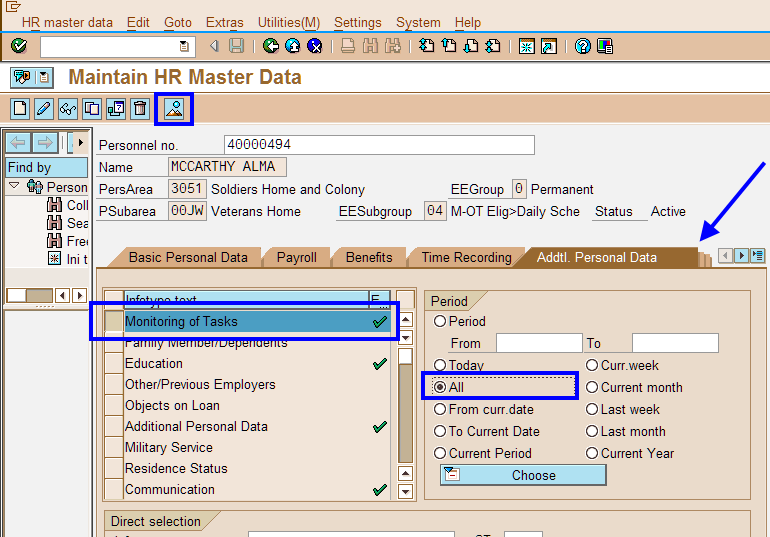 HR master data Edit Goto Extras Utilities(M) Settings System Help
Maintain HR Master Data
Personnel no. 40000494
Find by
Name MCCARTHY ALMA
Person
PersArea 3051 Soldiers Home and Colony EEGroup 0 Permanent
Coll
PSubarea 00JW Veterans Home EESubgroup 04 M-OT Elig>Daily Sche Status Active
Sea
Free
Ini t
Basic Personal Data Payroll Benefits Time Recording Addtl. Personal Data
Infotype text E...
Monitoring of Tasks
Family Member/Dependents
Education
Other/Previous Employers
Objects on Loan
Additional Personal Data
Military Service
Residence Status
Communication
Period
Period
From To
Today Curr.week
All Current month
From curr.date Last week
To Current Date Last month
Current Period Current Year
Choose
Direct selection